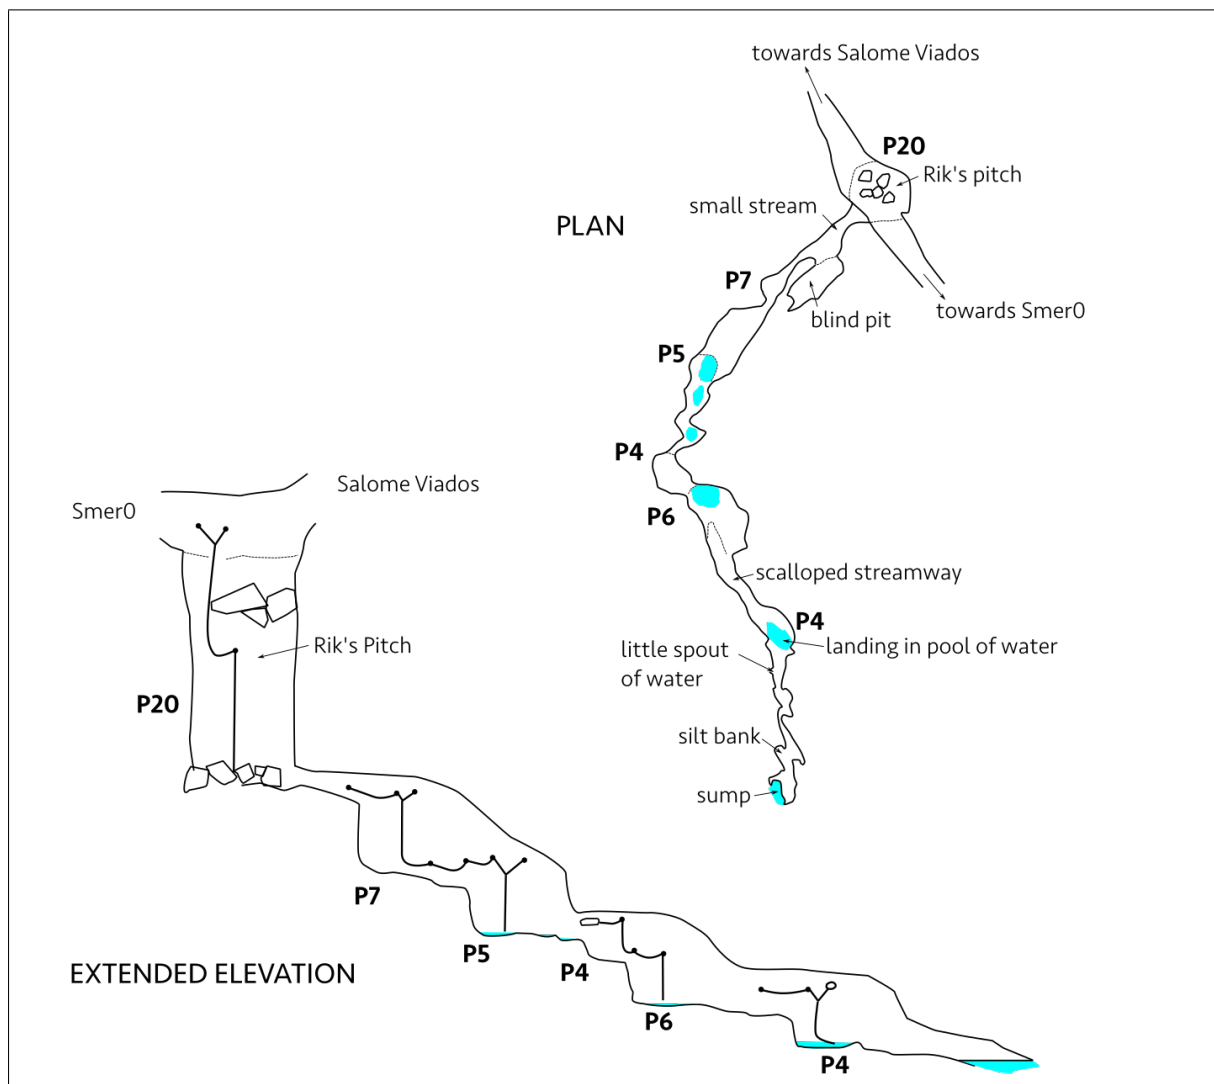 towards Salome Viados
P20
Rik's pitch
small stream
PLAN
P7
towards Smer0
blind pit
P5
P4
P6
scalloped streamway
P4
little spout
of water
landing in pool of water
silt bank
sump
Salome Viados
Smer0
Rik's Pitch
P20
P7
P5
P4
EXTENDED ELEVATION
P6
P4